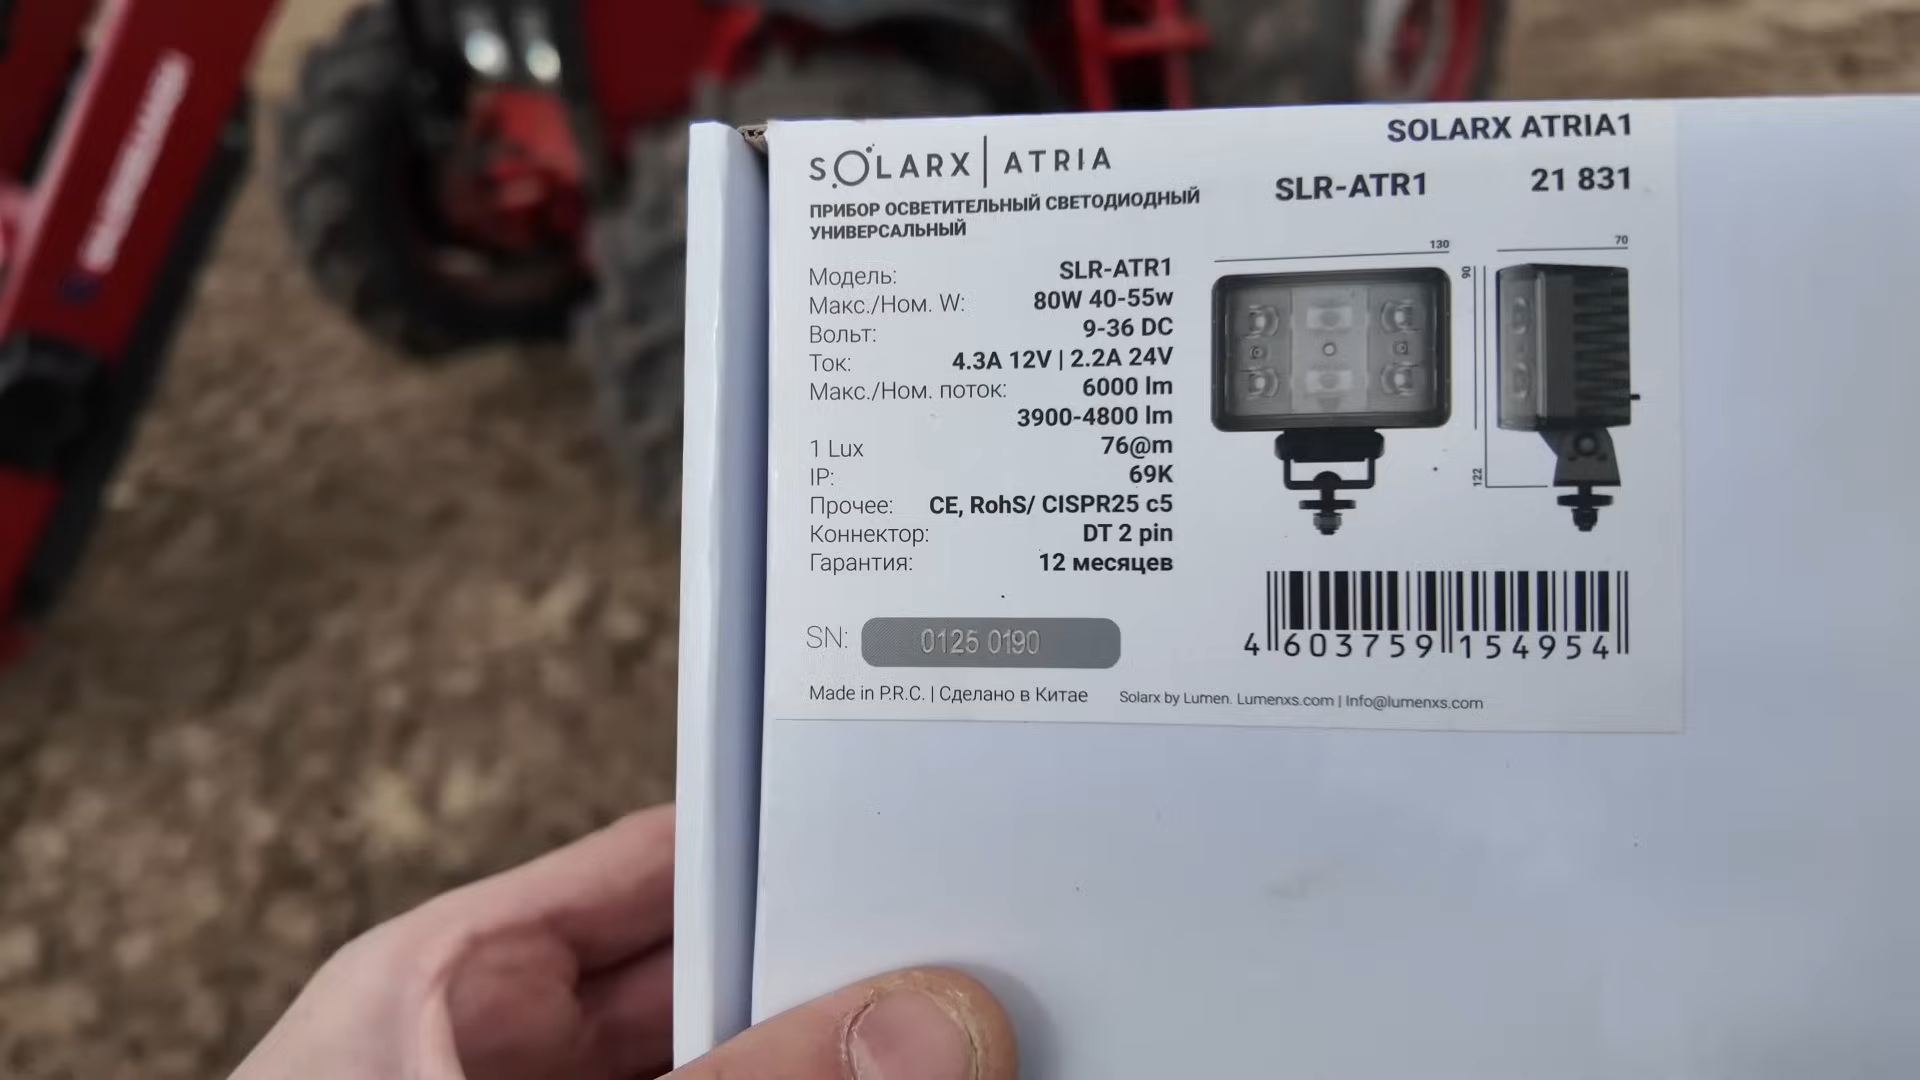 SOLARX | ATRIA
SOLARX ATRIA1
SLR-ATR1 21 831
ПРИБОР ОСВЕТИТЕЛЬНЫЙ СВЕТОДИОДНЫЙ
УНИВЕРСАЛЬНЫЙ
Модель: SLR-ATR1
Макс./Ном. W: 80W 40-55w
Вольт: 9-36 DC
Ток: 4.3A 12V | 2.2A 24V
Макс./Ном. поток: 6000 lm
3900-4800 lm
1 Lux 76@m
IP: 69K
Прочее: CE, RohS/ CISPR25 c5
Коннектор: DT 2 pin
Гарантия: 12 месяцев
130
70
90
122
SN: 0125 0190
4 603759 154954
Made in P.R.C. | Сделано в Китае
Solarx by Lumen. Lumenxs.com | Info@lumenxs.com